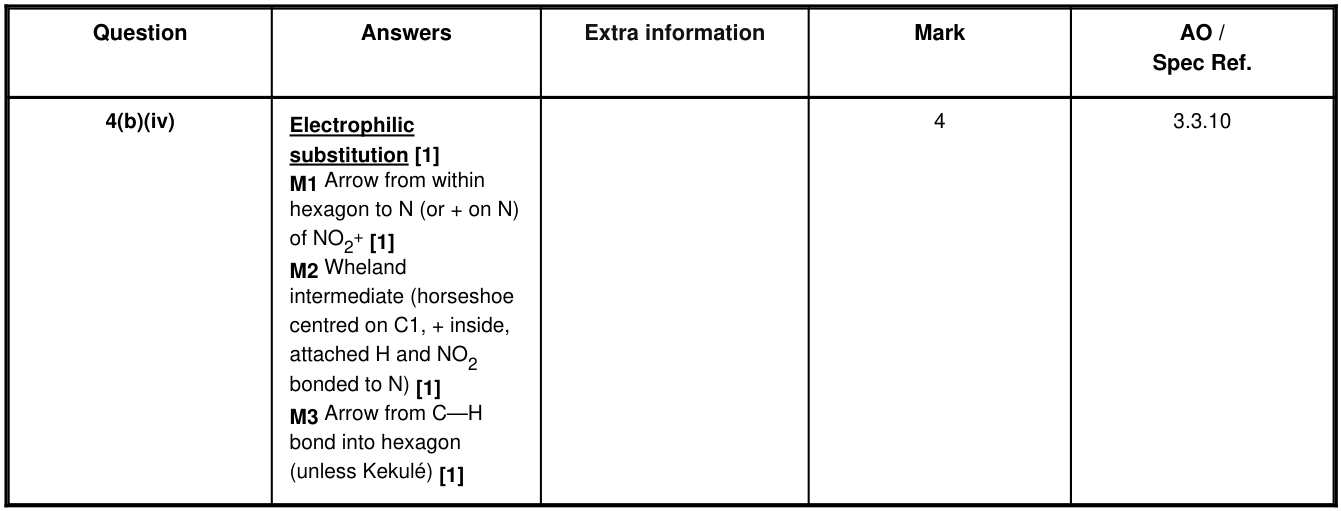 Question Answers Extra information Mark AO /
Spec Ref.
4(b)(iv) Electrophilic 4 3.3.10
substitution [1]
M1 Arrow from within
hexagon to N (or + on N)
of NO₂⁺ [1]
M2 Wheland
intermediate (horseshoe
centred on C1, + inside,
attached H and NO₂
bonded to N) [1]
M3 Arrow from C—H
bond into hexagon
(unless Kekulé) [1]